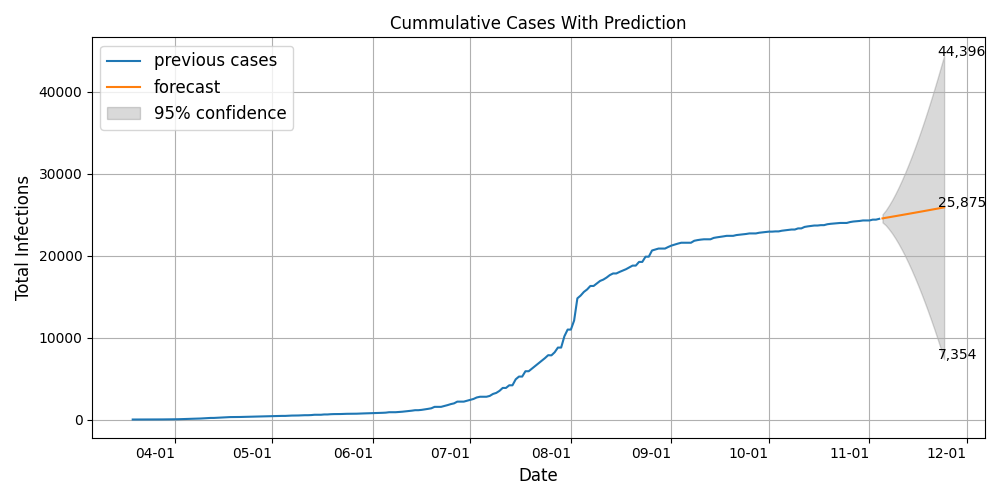 Cummulative Cases With Prediction
previous cases
forecast
95% confidence
44,396
25,875
7,354
40000
30000
20000
10000
0
Total Infections
04-01 05-01 06-01 07-01 08-01 09-01 10-01 11-01 12-01
Date